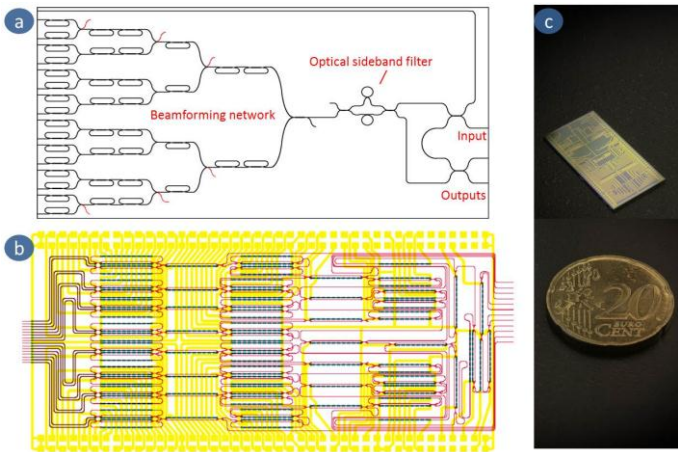 a
Optical sideband filter
Beamforming network
Input
Outputs
b
c
20
EURO
CENT